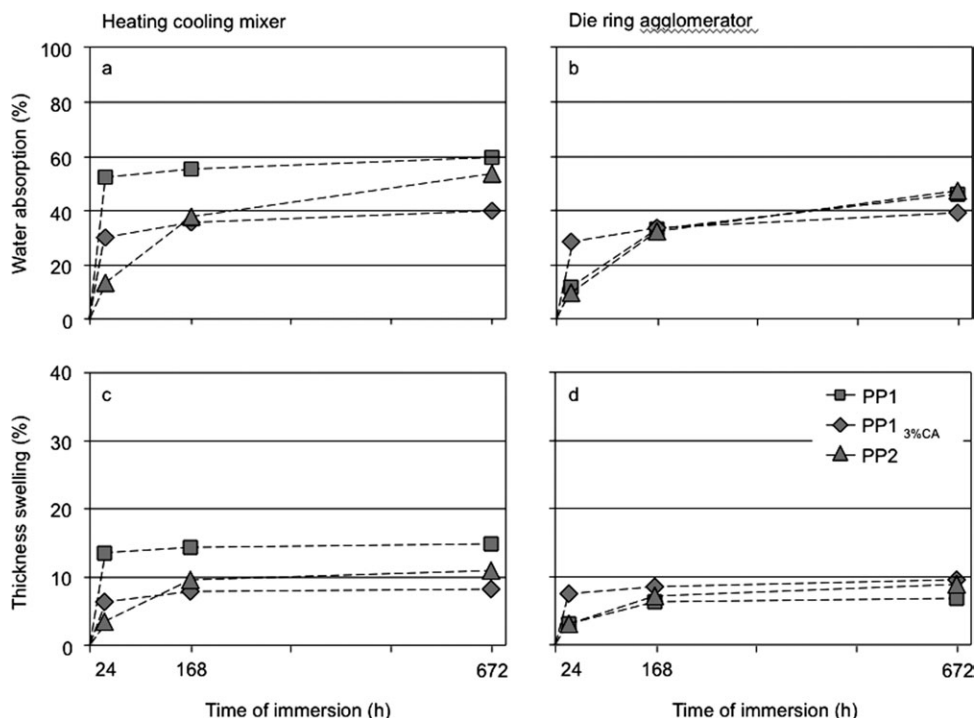 Heating cooling mixer
Die ring agglomerator
Water absorption (%)
100
80
60
40
20
0
a
b
Thickness swelling (%)
40
30
20
10
0
c
d
PP1
PP1 3%CA
PP2
24 168 672
24 168 672
Time of immersion (h)
Time of immersion (h)